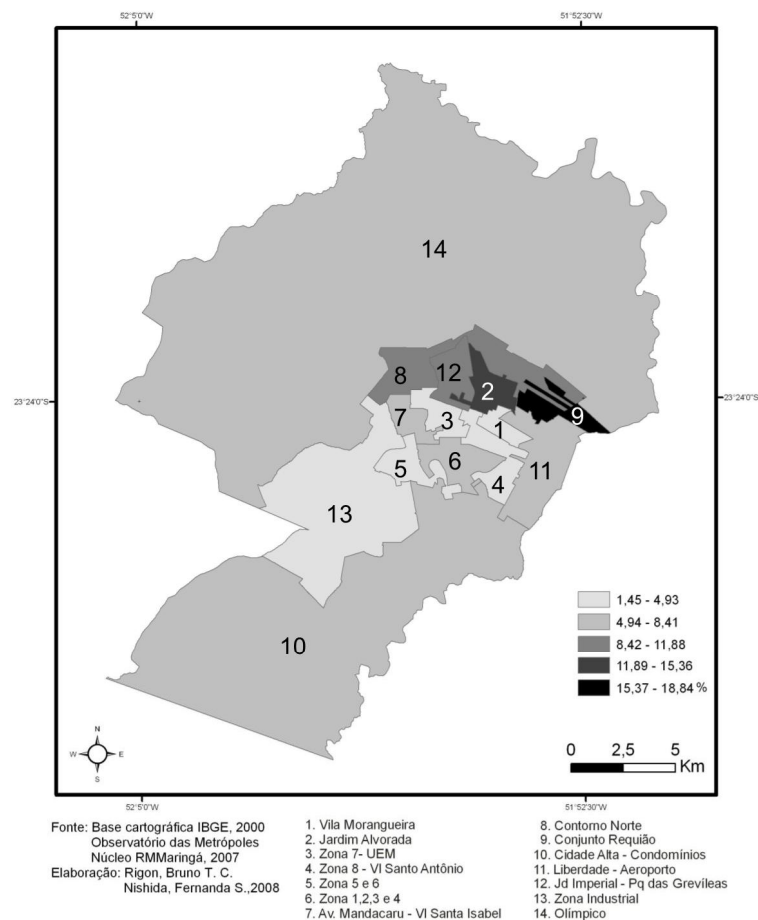 52°5'0"W 51°52'30"W
14
8 12 2 9
23°24'0"S 23°24'0"S
7 3 1
5 6 4 11
13
10
1,45 - 4,93
4,94 - 8,41
8,42 - 11,88
11,89 - 15,36
15,37 - 18,84 %
N
W E
S
0 2,5 5
Km
52°5'0"W 51°52'30"W
Fonte: Base cartográfica IBGE, 2000
Observatório das Metrópoles
Núcleo RMMaringá, 2007
Elaboração: Rigon, Bruno T. C.
Nishida, Fernanda S.,2008
1. Vila Morangueira
2. Jardim Alvorada
3. Zona 7- UEM
4. Zona 8 - Vl Santo Antônio
5. Zona 5 e 6
6. Zona 1,2,3 e 4
7. Av. Mandacaru - Vl Santa Isabel
8. Contorno Norte
9. Conjunto Requião
10. Cidade Alta - Condomínios
11. Liberdade - Aeroporto
12. Jd Imperial - Pq das Grevíleas
13. Zona Industrial
14. Olímpico